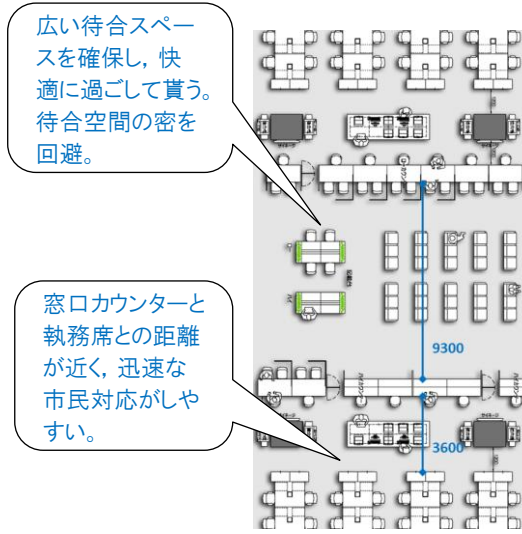 広い待合スペー
スを確保し，快
適に過ごして貰う。
待合空間の密を
回避。
窓口カウンターと
執務席との距離
が近く，迅速な
市民対応がしや
すい。
9300
3600